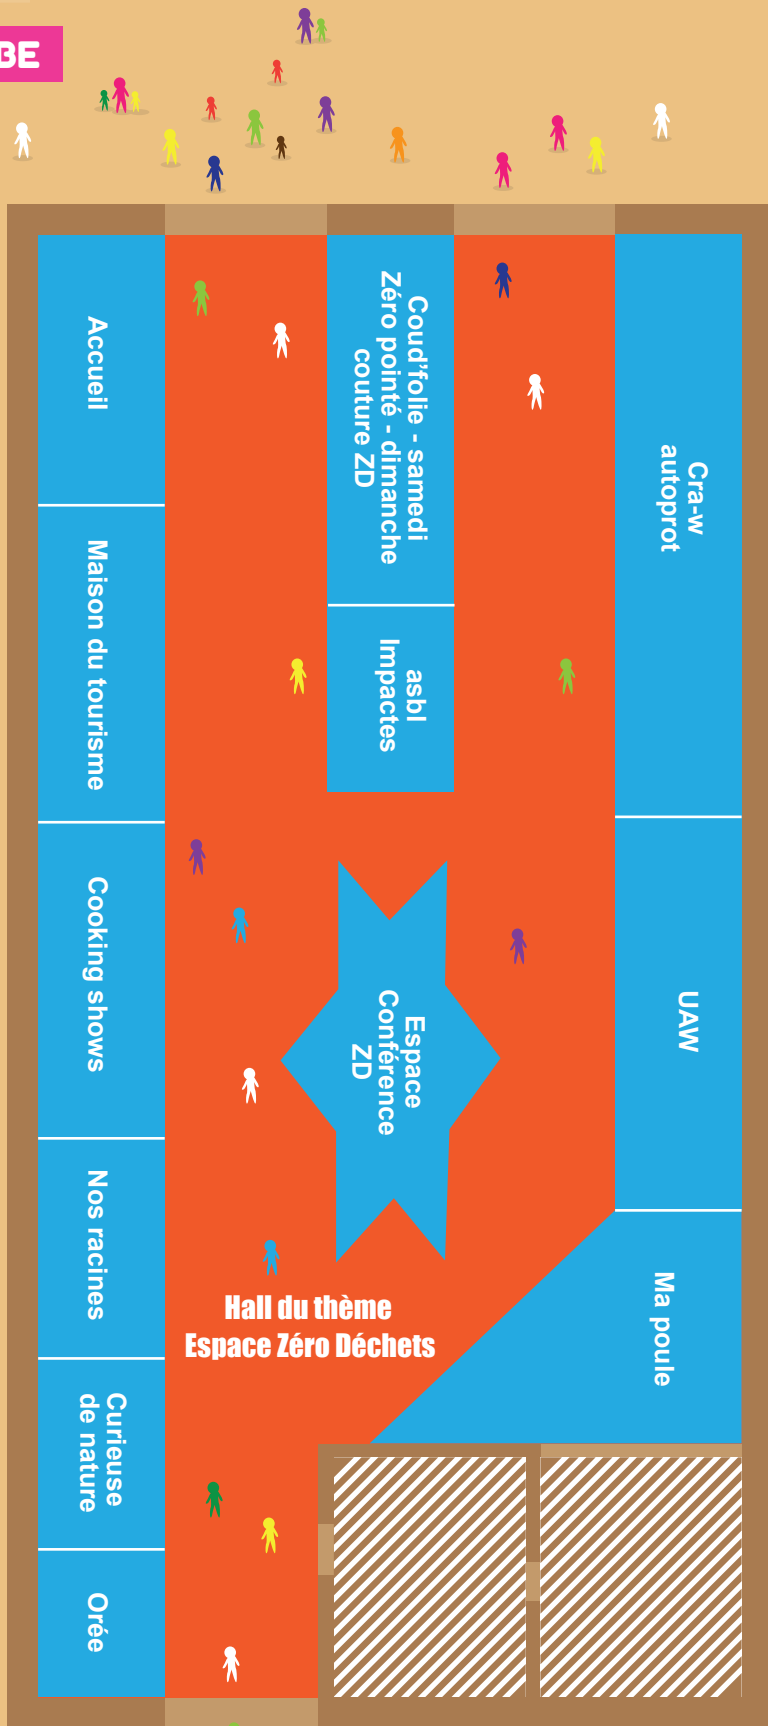 BE
Accueil
Maison du tourisme
Cooking shows
Nos racines
Curieuse
de nature
Orée
Coud'folie - samedi
Zéro pointé - dimanche
couture ZD
asbl
Impactes
Espace
Conférence
ZD
Hall du thème
Espace Zéro Déchets
Cra-w
autoprot
UAW
Ma poule